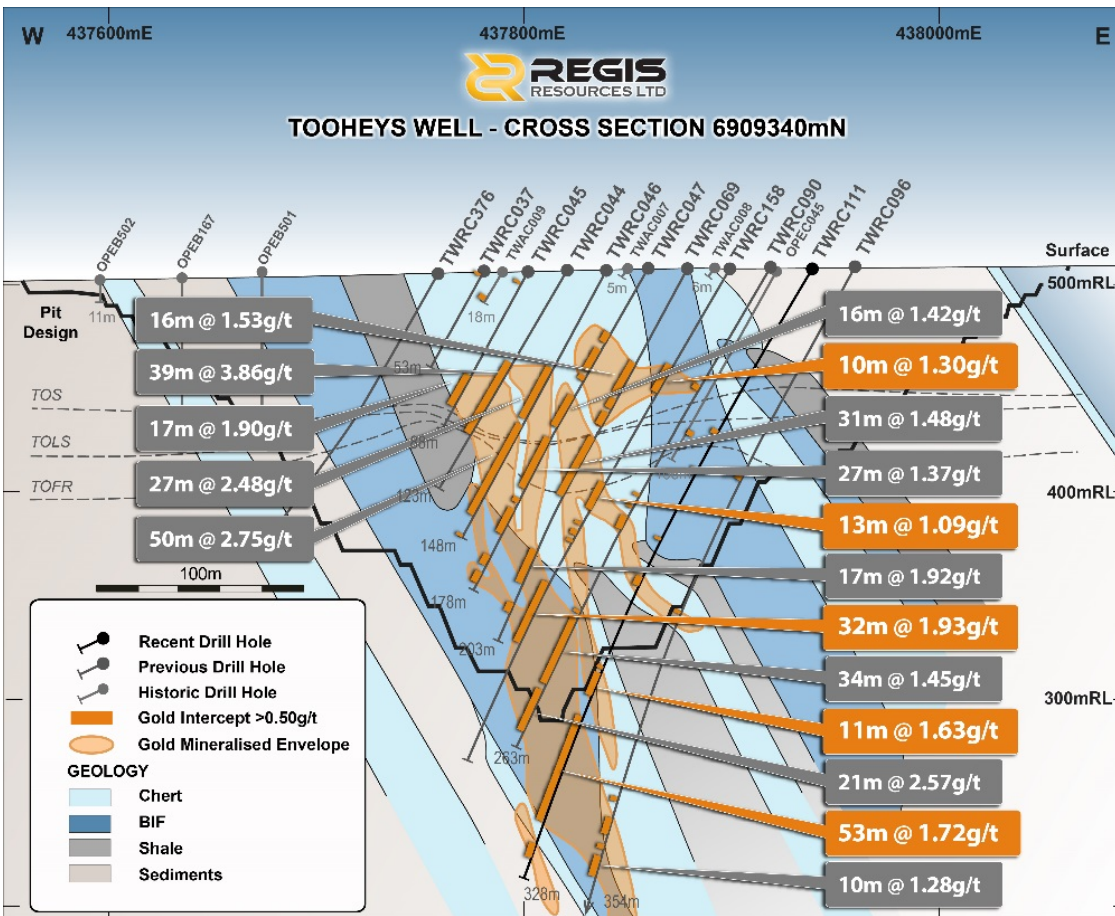 W 437600mE 437800mE 438000mE E
REGIS
RESOURCES LTD
TOOHEYS WELL - CROSS SECTION 6909340mN
OPEB502
OPEB167
OPEB501
TWRC376
TWRC037
TWAC009
TWRC045
TWRC044
TWRC046
TWAC007
TWRC047
TWRC069
TWAC008
TWRC158
TWRC090
OPEC045
TWRC111
TWRC096
Surface
500mRL
Pit
Design
11m
18m
5m
6m
16m @ 1.53g/t
39m @ 3.86g/t
17m @ 1.90g/t
27m @ 2.48g/t
50m @ 2.75g/t
TOS
TOLS
TOFR
53m
88m
123m
148m
178m
203m
263m
328m
354m
16m @ 1.42g/t
10m @ 1.30g/t
31m @ 1.48g/t
27m @ 1.37g/t
400mRL
13m @ 1.09g/t
17m @ 1.92g/t
32m @ 1.93g/t
34m @ 1.45g/t
300mRL
11m @ 1.63g/t
21m @ 2.57g/t
53m @ 1.72g/t
10m @ 1.28g/t
100m
Recent Drill Hole
Previous Drill Hole
Historic Drill Hole
Gold Intercept >0.50g/t
Gold Mineralised Envelope
GEOLOGY
Chert
BIF
Shale
Sediments